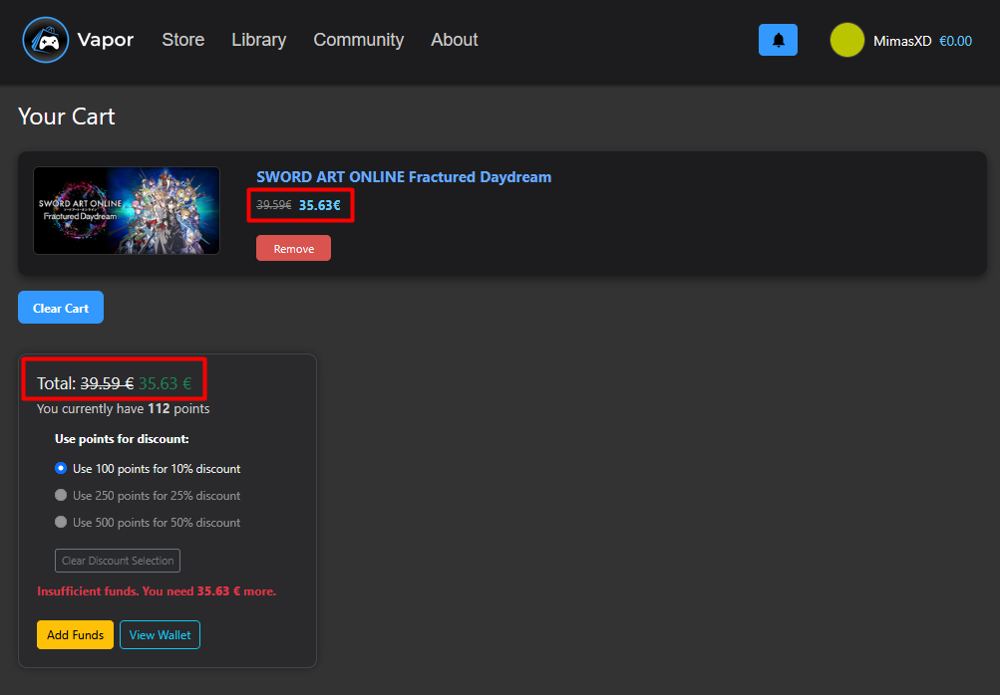 Vapor Store Library Community About MimasXD €0.00
Your Cart
SWORD ART ONLINE
Fractured Daydream
SWORD ART ONLINE Fractured Daydream
39.59€ 35.63€
Remove
Clear Cart
Total: 39.59 € 35.63 €
You currently have 112 points
Use points for discount:
Use 100 points for 10% discount
Use 250 points for 25% discount
Use 500 points for 50% discount
Clear Discount Selection
Insufficient funds. You need 35.63 € more.
Add Funds View Wallet